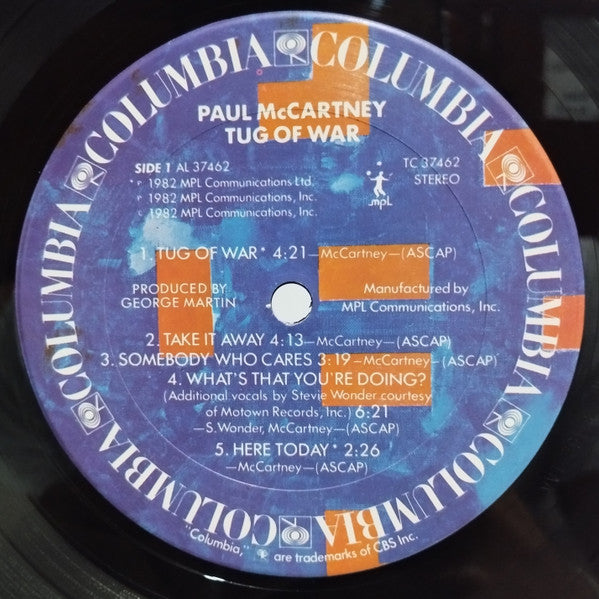 COLUMBIA COLUMBIA COLUMBIA COLUMBIA COLUMBIA COLUMBIA
PAUL McCARTNEY
TUG OF WAR
SIDE 1 AL 37462
℗ 1982 MPL Communications Ltd.
℗ 1982 MPL Communications, Inc.
© 1982 MPL Communications, Inc.
TC 37462
STEREO
mpl
1. TUG OF WAR* 4:21 —McCartney—(ASCAP)
PRODUCED BY
GEORGE MARTIN
Manufactured by
MPL Communications, Inc.
2. TAKE IT AWAY 4:13—McCartney—(ASCAP)
3. SOMEBODY WHO CARES 3:19—McCartney—(ASCAP)
4. WHAT'S THAT YOU'RE DOING?
(Additional vocals by Stevie Wonder courtesy
of Motown Records, Inc.) 6:21
—S. Wonder, McCartney—(ASCAP)
5. HERE TODAY* 2:26
—McCartney—(ASCAP)
"Columbia," are trademarks of CBS Inc.